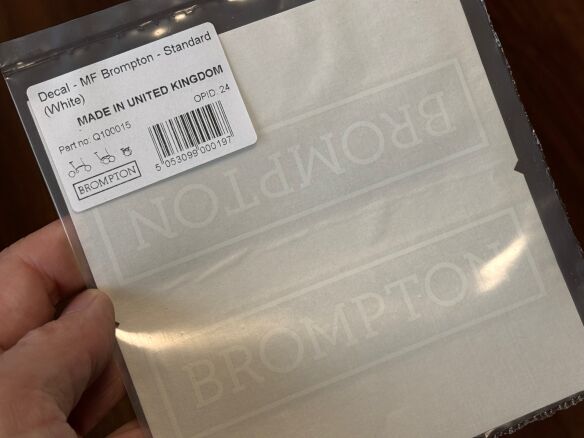 Decal - MF Brompton - Standard
(White)
MADE IN UNITED KINGDOM
Part no: Q100015
OPID: 24
5 053099 000197
BROMPTON
BROMPTON
BROMPTON